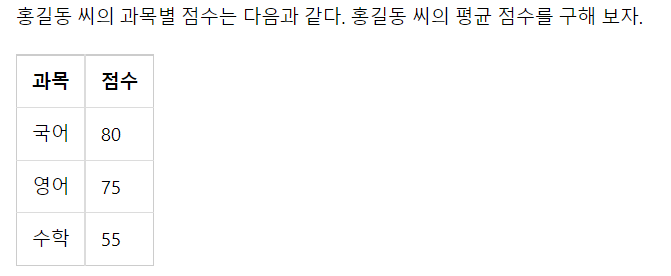 홍길동 씨의 과목별 점수는 다음과 같다. 홍길동 씨의 평균 점수를 구해 보자.
과목 점수
국어 80
영어 75
수학 55